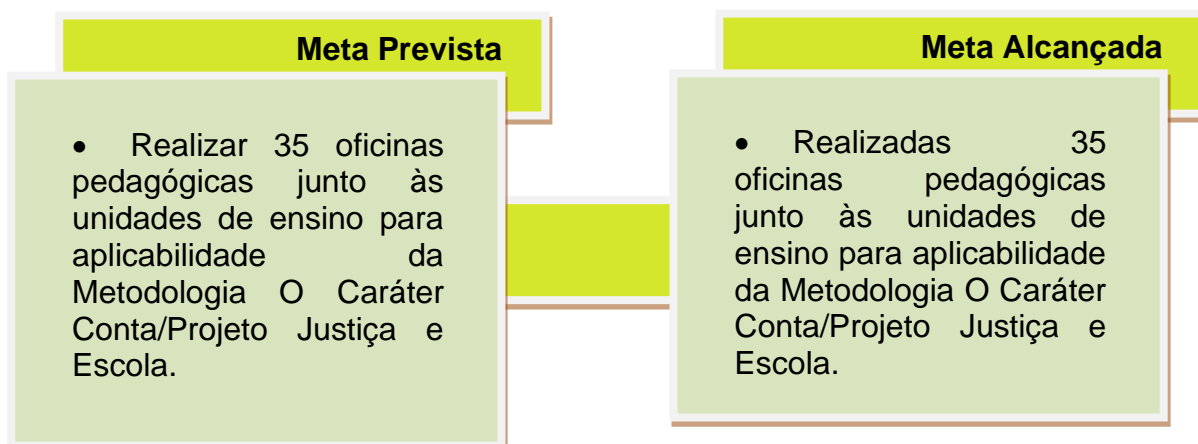 Meta Prevista
• Realizar 35 oficinas
pedagógicas junto às
unidades de ensino para
aplicabilidade da
Metodologia O Caráter
Conta/Projeto Justiça e
Escola.
Meta Alcançada
• Realizadas 35
oficinas pedagógicas
junto às unidades de
ensino para aplicabilidade
da Metodologia O Caráter
Conta/Projeto Justiça e
Escola.